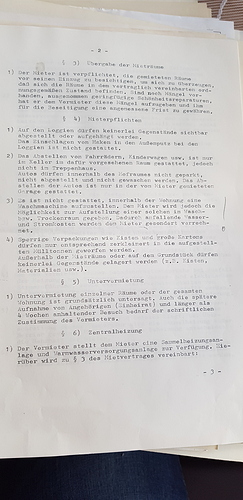 - 2 -
§ 3) Übergabe der Mieträume
1) Der Mieter ist verpflichtet, die gemieteten Räume
vor seinem Einzug zu besichtigen, um sich zu überzeugen,
daß sich die Räume in dem vertraglich vereinbarten ord-
nungsgemäßen Zustand befinden. Sind noch Mängel vor-
handen, ausgenommen geringfügige Schönheitsreparaturen,
hat er dem Vermieter diese Mängel aufzugeben und ihm
für die Beseitigung eine angemessene Frist zu gewähren.
§ 4) Mieterpflichten
1) Auf den Loggien dürfen keinerlei Gegenstände sichtbar
abgestellt oder aufgehängt werden.
Das Einschlagen von Haken in den Außenputz bei den
Loggien ist nicht gestattet.
2) Das Abstellen von Fahrrädern, Kinderwagen usw. ist nur
im Keller in dafür vorgesehenen Raum gestattet, jedoch
nicht im Treppenhaus.
Autos dürfen innerhalb des Hofraumes nicht geparkt,
nicht abgestellt und nicht gewaschen werden. Das Ab-
stellen der Autos ist nur in der von Mieter gemieteten
Garage gestattet.
3) Es ist nicht gestattet, innerhalb der Wohnung eine
Waschmaschine aufzustellen. Dem Mieter wird jedoch die
Möglichkeit zur Aufstellung einer solchen im Wasch-
bzw. Trockenraum gegeben. Dadurch anfallende Wasser-
und Stromkosten werden dem Mieter gesondert verrech-
net.
4) Sperrige Verpackungen wie Kisten und große Kartons
dürfen nur entsprechend zerkleinert in die aufgestell-
ten Mülltonnen geworfen werden.
Außerhalb der Mieträume oder auf dem Grundstück dürfen
keinerlei Gegenstände gelagert werden (z.B. Kisten,
Materialien usw.).
§ 5) Untervermietung
1) Untervermietung einzelner Räume oder der gesamten
Wohnung ist grundsätzlich untersagt. Auch die spätere
Aufnahme von Angehörigen (Einheirat) und länger als
4 Wochen anhaltender Besuch bedarf der schriftlichen
Zustimmung des Vermieters.
§ 6) Zentralheizung
1) Der Vermieter stellt dem Mieter eine Sammelheizungsan-
lage und Warmwasserversorgungsanlage zur Verfügung. Hie-
rüber wird zu § 3 des Mietvertrages vereinbart:
- 3 -